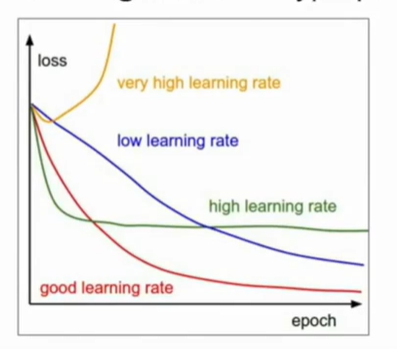 loss
very high learning rate
low learning rate
high learning rate
good learning rate
epoch